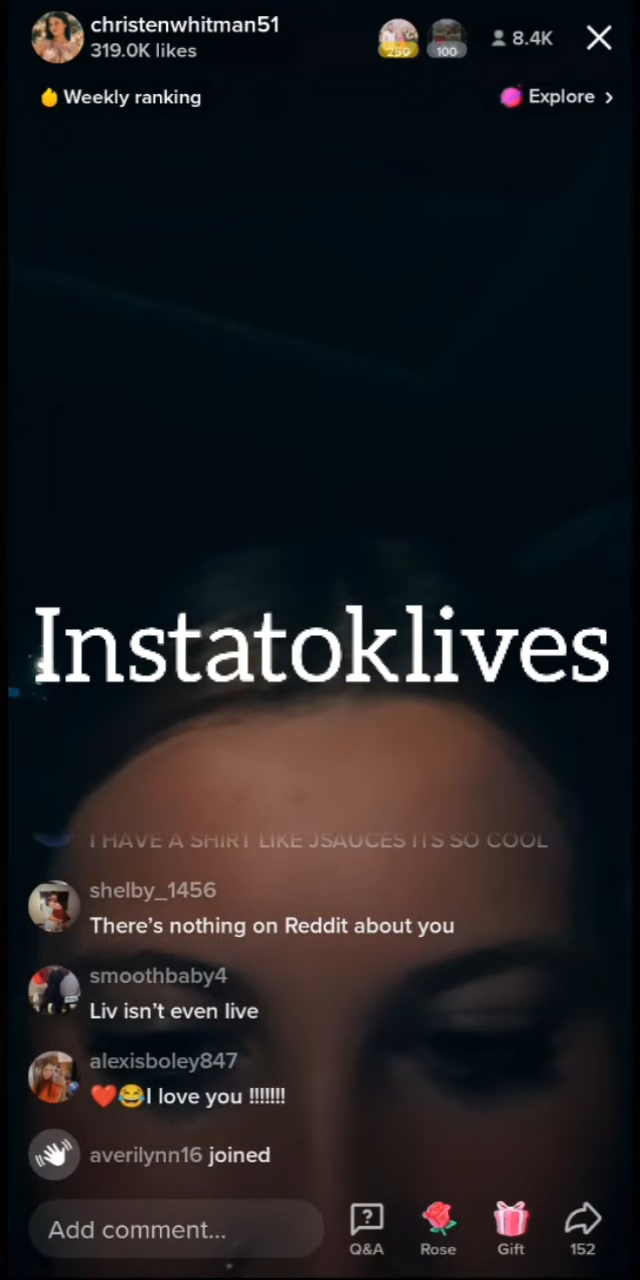 christenwhitman51
319.0K likes
250
100
8.4K
Weekly ranking
Explore
Instatoklives
I HAVE A SHIRT LIKE JSAUCES ITS SO COOL
shelby_1456
There's nothing on Reddit about you
smoothbaby4
Liv isn't even live
alexisboley847
❤️😂I love you !!!!!!!
averilynn16 joined
Add comment...
Q&A
Rose
Gift
152